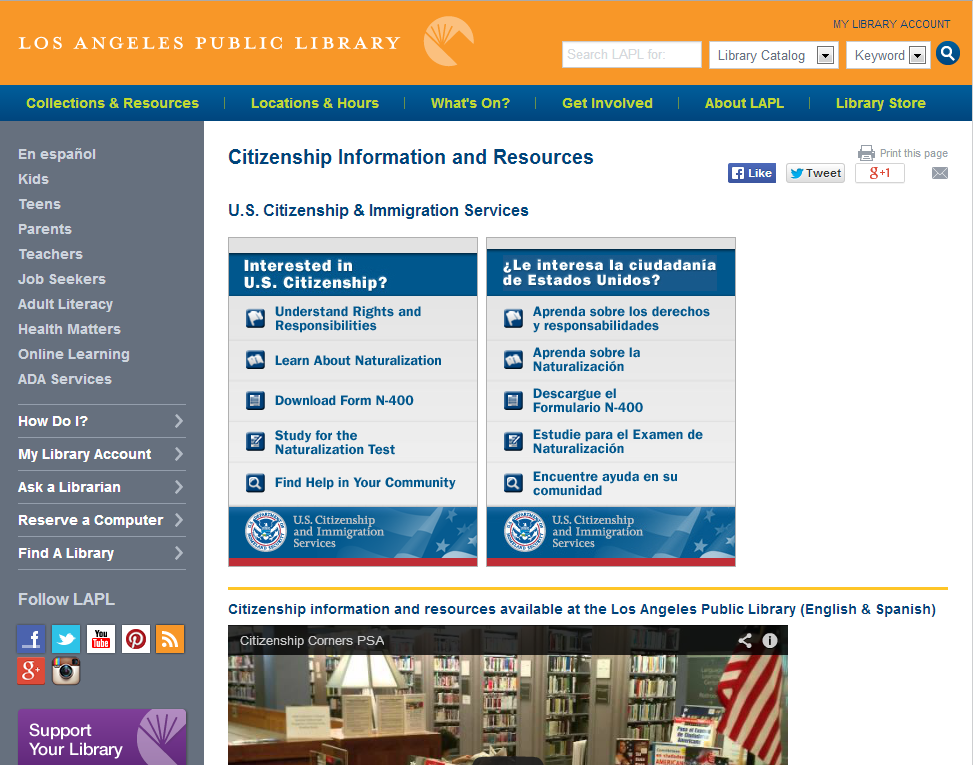 MY LIBRARY ACCOUNT
LOS ANGELES PUBLIC LIBRARY
Search LAPL for:
Library Catalog
Keyword
Collections & Resources
Locations & Hours
What's On?
Get Involved
About LAPL
Library Store
En español
Kids
Teens
Parents
Teachers
Job Seekers
Adult Literacy
Health Matters
Online Learning
ADA Services
How Do I?
My Library Account
Ask a Librarian
Reserve a Computer
Find A Library
Follow LAPL
f
You
Tube
g+
Support
Your Library
Citizenship Information and Resources
Print this page
f Like
Tweet
g+1
U.S. Citizenship & Immigration Services
Interested in
U.S. Citizenship?
Understand Rights and
Responsibilities
Learn About Naturalization
Download Form N-400
Study for the
Naturalization Test
Find Help in Your Community
U.S. Citizenship
and Immigration
Services
¿Le interesa la ciudadanía
de Estados Unidos?
Aprenda sobre los derechos
y responsabilidades
Aprenda sobre la
Naturalización
Descargue el
Formulario N-400
Estudie para el Examen de
Naturalización
Encuentre ayuda en su
comunidad
U.S. Citizenship
and Immigration
Services
Citizenship information and resources available at the Los Angeles Public Library (English & Spanish)
Citizenship Corners PSA